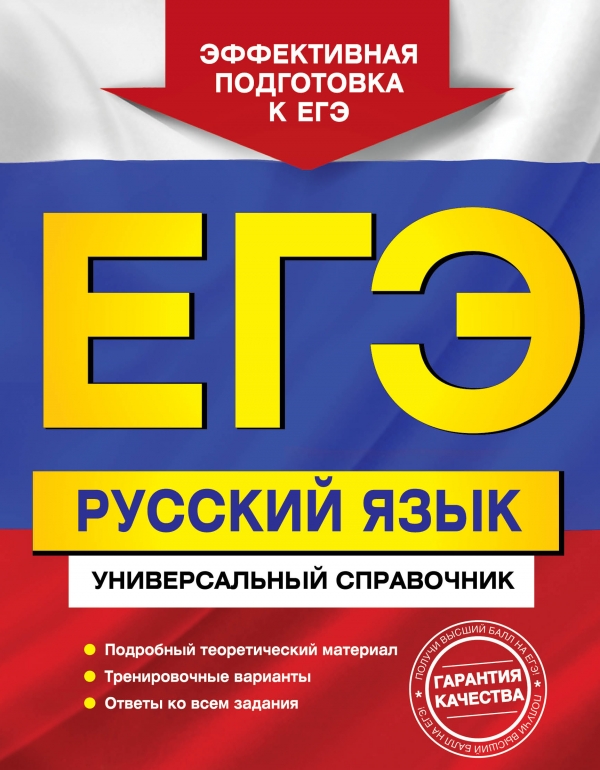 ЭФФЕКТИВНАЯ
ПОДГОТОВКА
К ЕГЭ
ЕГЭ
РУССКИЙ ЯЗЫК
УНИВЕРСАЛЬНЫЙ СПРАВОЧНИК
Подробный теоретический материал
Тренировочные варианты
Ответы ко всем задания
ПОЛУЧИ ВЫСШИЙ БАЛЛ НА ЕГЭ!
ГАРАНТИЯ
КАЧЕСТВА
ПОЛУЧИ ВЫСШИЙ БАЛЛ НА ЕГЭ!